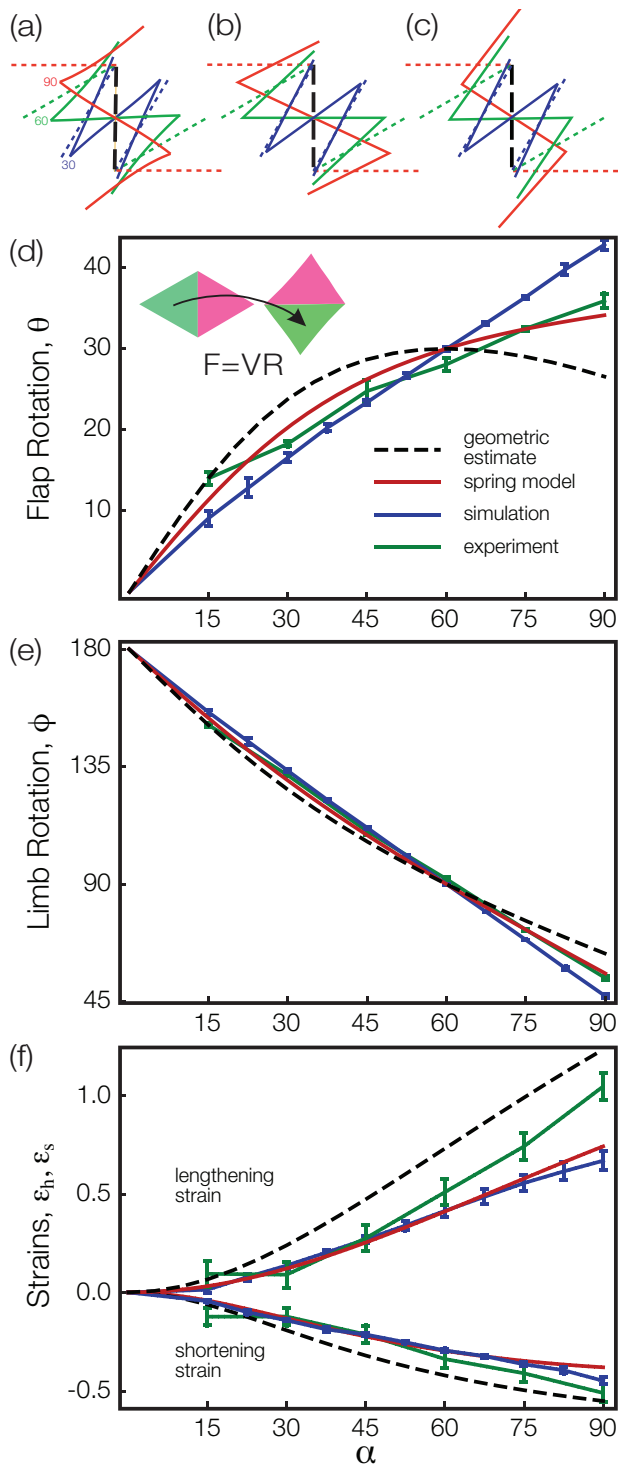 (a)
(b)
(c)
90
60
30
(d)
40
30
20
10
Flap Rotation, θ
F=VR
geometric
estimate
spring model
simulation
experiment
15 30 45 60 75 90
(e)
180
135
90
45
Limb Rotation, ϕ
15 30 45 60 75 90
(f)
1.0
0.5
0.0
-0.5
Strains, εh, εs
lengthening
strain
shortening
strain
15 30 45 60 75 90
α